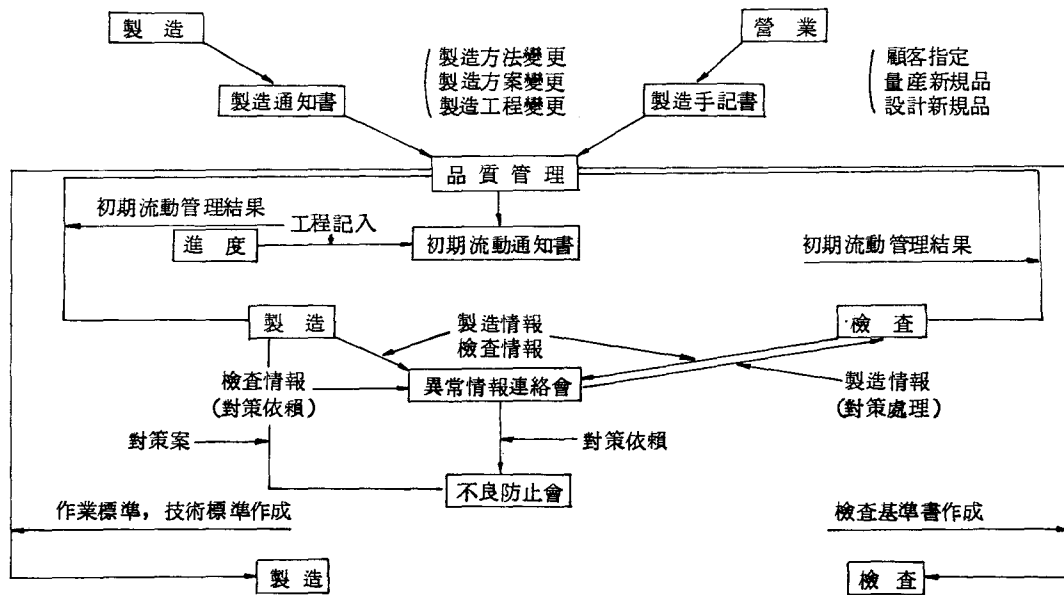 製造
營業
製造方法變更
製造方案變更
製造工程變更
顧客指定
量産新規品
設計新規品
製造通知書
製造手記書
品質管理
初期流動管理結果
工程記入
進度
初期流動通知書
初期流動管理結果
製造
製造情報
檢查情報
檢查
檢查情報
(對策依賴)
異常情報連絡會
製造情報
(對策處理)
對策案
對策依賴
不良防止會
作業標準，技術標準作成
檢查基準書作成
製造
檢查